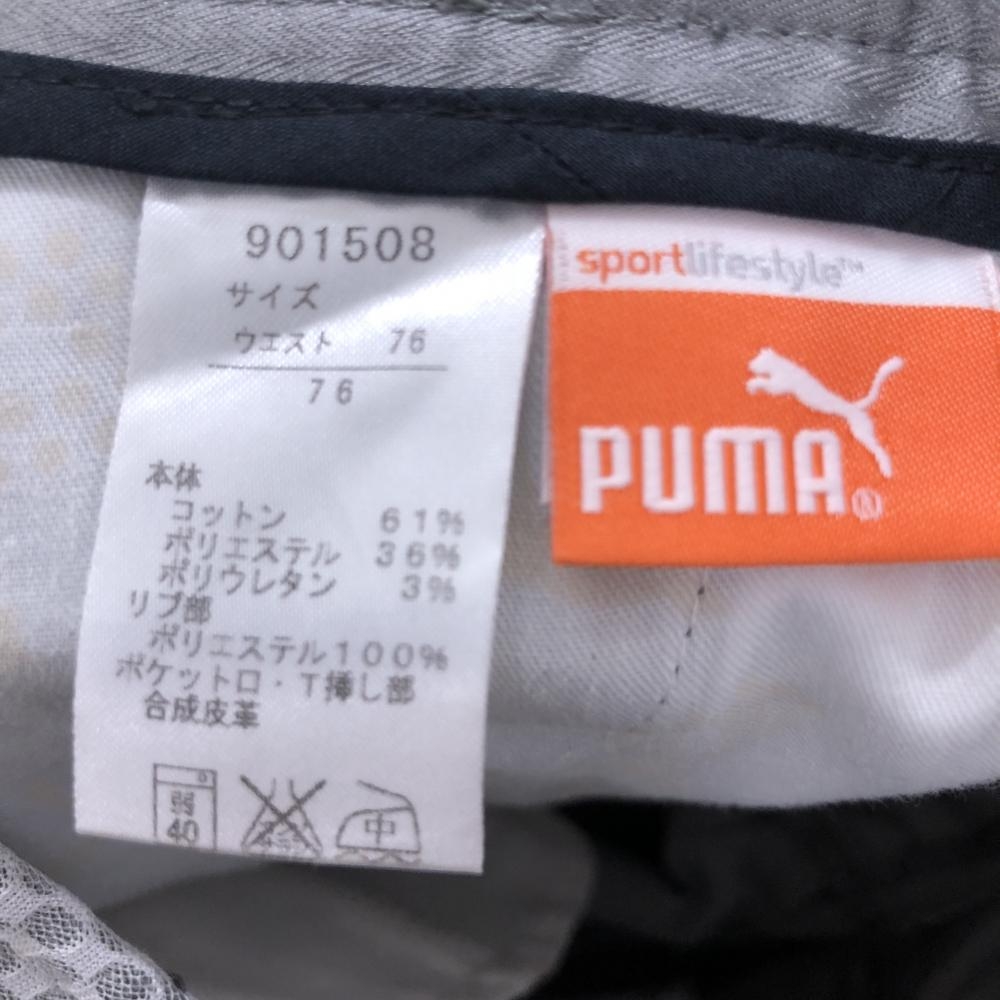 901508
サイズ
ウエスト 76
76
本体
コットン 61%
ポリエステル 36%
ポリウレタン 3%
リブ部
ポリエステル100%
ポケット口・T挿し部
合成皮革
弱
40
中
sportlifestyle™
PUMA®